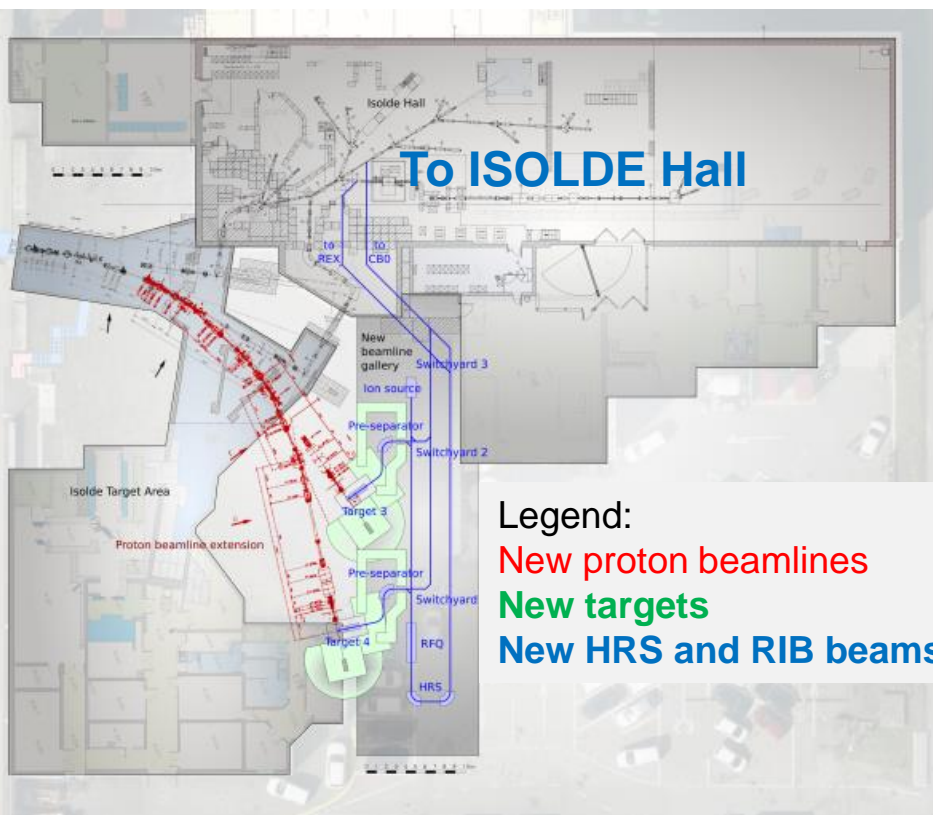 Isolde Hall
To ISOLDE Hall
to
REX
to
CB0
New
beamline
gallery
Switchyard 3
Ion source
Pre-separator
Switchyard 2
Isolde Target Area
Target 3
Proton beamline extension
Pre-separator
Switchyard
Target 4
RFQ
HRS
Legend:
New proton beamlines
New targets
New HRS and RIB beams